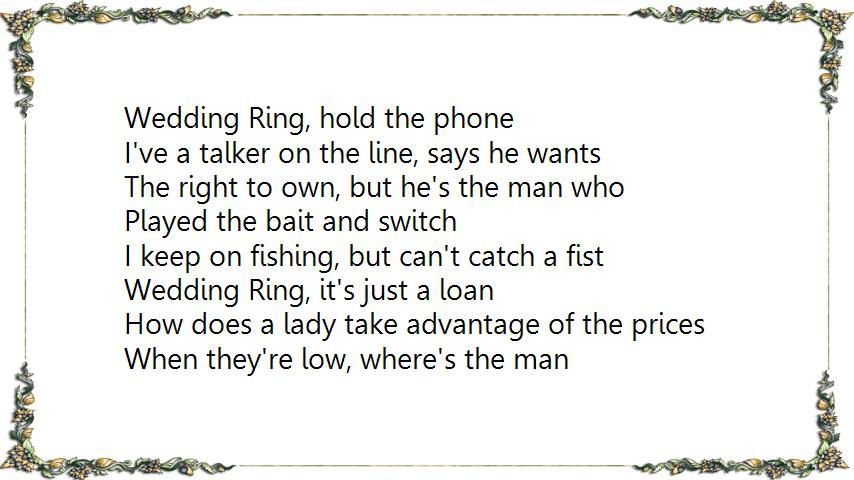 Wedding Ring, hold the phone
I've a talker on the line, says he wants
The right to own, but he's the man who
Played the bait and switch
I keep on fishing, but can't catch a fist
Wedding Ring, it's just a loan
How does a lady take advantage of the prices
When they're low, where's the man